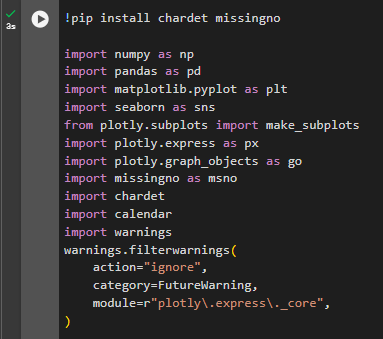 3s
!pip install chardet missingno
import numpy as np
import pandas as pd
import matplotlib.pyplot as plt
import seaborn as sns
from plotly.subplots import make_subplots
import plotly.express as px
import plotly.graph_objects as go
import missingno as msno
import chardet
import calendar
import warnings
warnings.filterwarnings(
    action="ignore",
    category=FutureWarning,
    module=r"plotly\.express\._core",
)